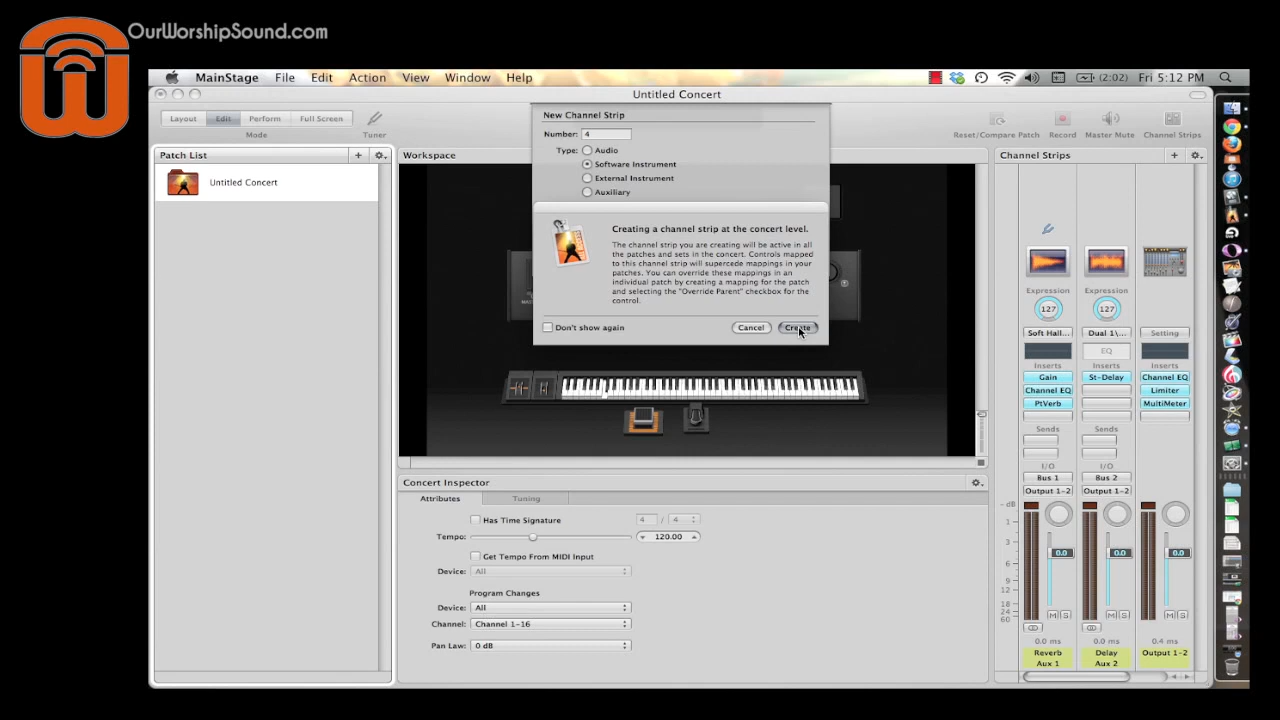 OurWorshipSound.com
MainStage File Edit Action View Window Help (2:02) Fri 5:12 PM
Untitled Concert
Layout Edit Perform Full Screen
Mode Tuner
Reset/Compare Patch Record Master Mute Channel Strips
New Channel Strip
Number: 4
Type: Audio
Software Instrument
External Instrument
Auxiliary
Patch List
Untitled Concert
Workspace
Creating a channel strip at the concert level.
The channel strip you are creating will be active in all
the patches and sets in the concert. Controls mapped
to this channel strip will supercede mappings in your
patches. You can override these mappings in an
individual patch by creating a mapping for the patch
and selecting the "Override Parent" checkbox for the
control.
Don't show again Cancel Create
Concert Inspector
Attributes Tuning
Has Time Signature 4 / 4
Tempo: 120.00
Get Tempo From MIDI Input
Device: All
Program Changes
Device: All
Channel: Channel 1-16
Pan Law: 0 dB
Channel Strips
Expression Expression
127 127
Soft Hall... Dual 1\... Setting
EQ
Inserts Inserts Inserts
Gain St-Delay Channel EQ
Channel EQ Limiter
PtVerb MultiMeter
Sends Sends
I/O I/O
Bus 1 Bus 2
Output 1-2 Output 1-2
- dB
1
3
6
9
12
18
24
60
0.0 0.0 0.0
M S M S M
0.0 ms 0.0 ms 0.4 ms
Reverb Delay Output 1-2
Aux 1 Aux 2